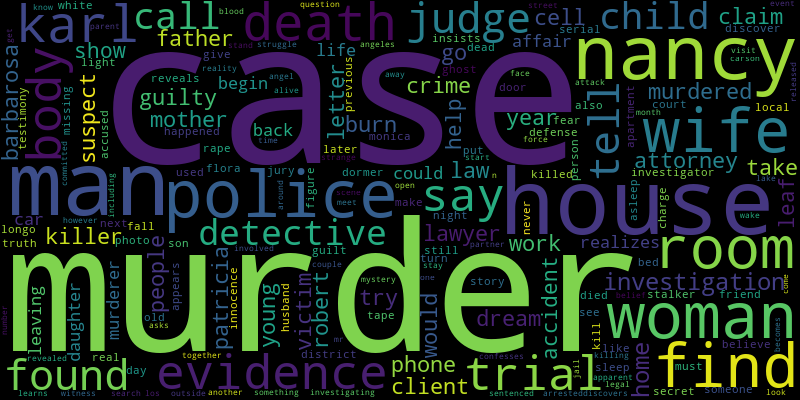 question
know white call death judge cell child claim
karl blood street serial discover event
father show life insists go affair dead nancy
light give reality case
barbarosa body suspect reveals begin angel alive letter previous crime ghost door face attack visit carson released
missing testimony accused guilty mother back burn monica help year also fear defense murdered court local apartment month
happened time later strange force person tell wife attorney
rape flora jury dormer could law put start killed investigator take
committed man police used figure around scene meet open make say night n never house asleep charge wake lake leaf
longo car next fall however including detective lawyer work realizes room
truth killer photo son guilt involved still partner bed investigation
people appears patricia innocence couple turn stay one story died stalker friend
murder young husband victim robert mystery try tape would dream accident see kill like belief woman believe becomes come
leaving daughter murderer old asks mr district confesses sleep killing home must
number real together phone jail apparent secret someone find
found day evidence client trial legal
revealed learns witness search lns outside another something investigating sentenced arresteddiscovers look